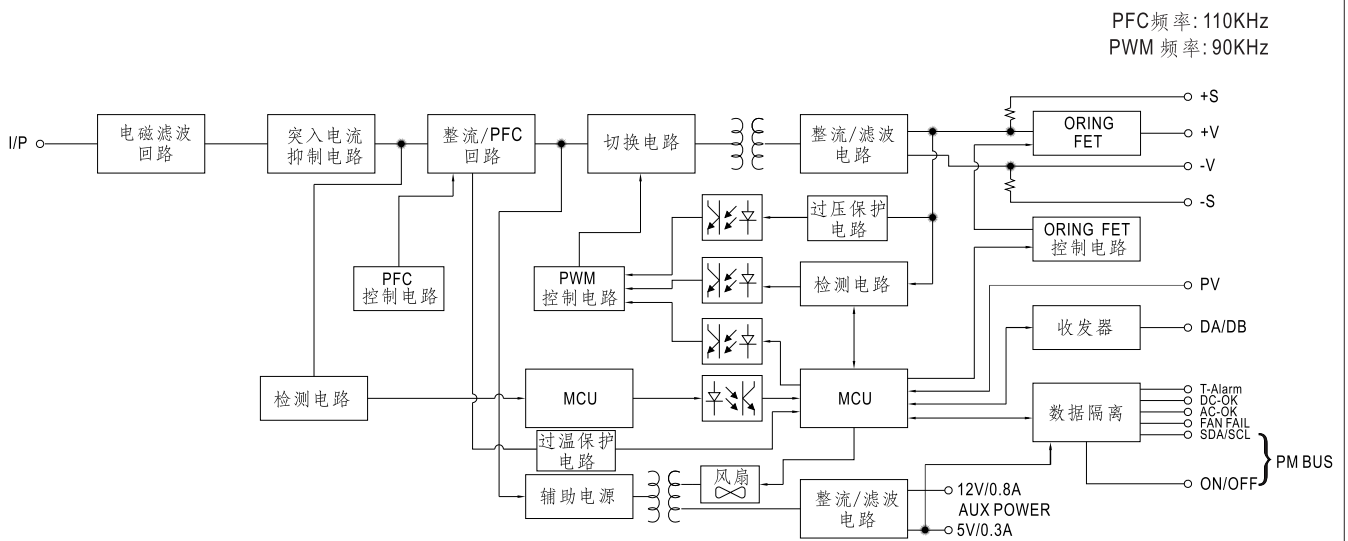 PFC频率: 110KHz
PWM 频率: 90KHz
I/P
电磁滤波
回路
突入电流
抑制电路
整流/PFC
回路
切换电路
整流/滤波
电路
ORING
FET
+S
+V
-V
-S
过压保护
电路
ORING FET
控制电路
PFC
控制电路
PWM
控制电路
检测电路
PV
收发器
DA/DB
检测电路
MCU
MCU
数据隔离
T-Alarm
DC-OK
AC-OK
FAN FAIL
SDA/SCL
PM BUS
ON/OFF
过温保护
电路
辅助电源
风扇
整流/滤波
电路
12V/0.8A
AUX POWER
5V/0.3A